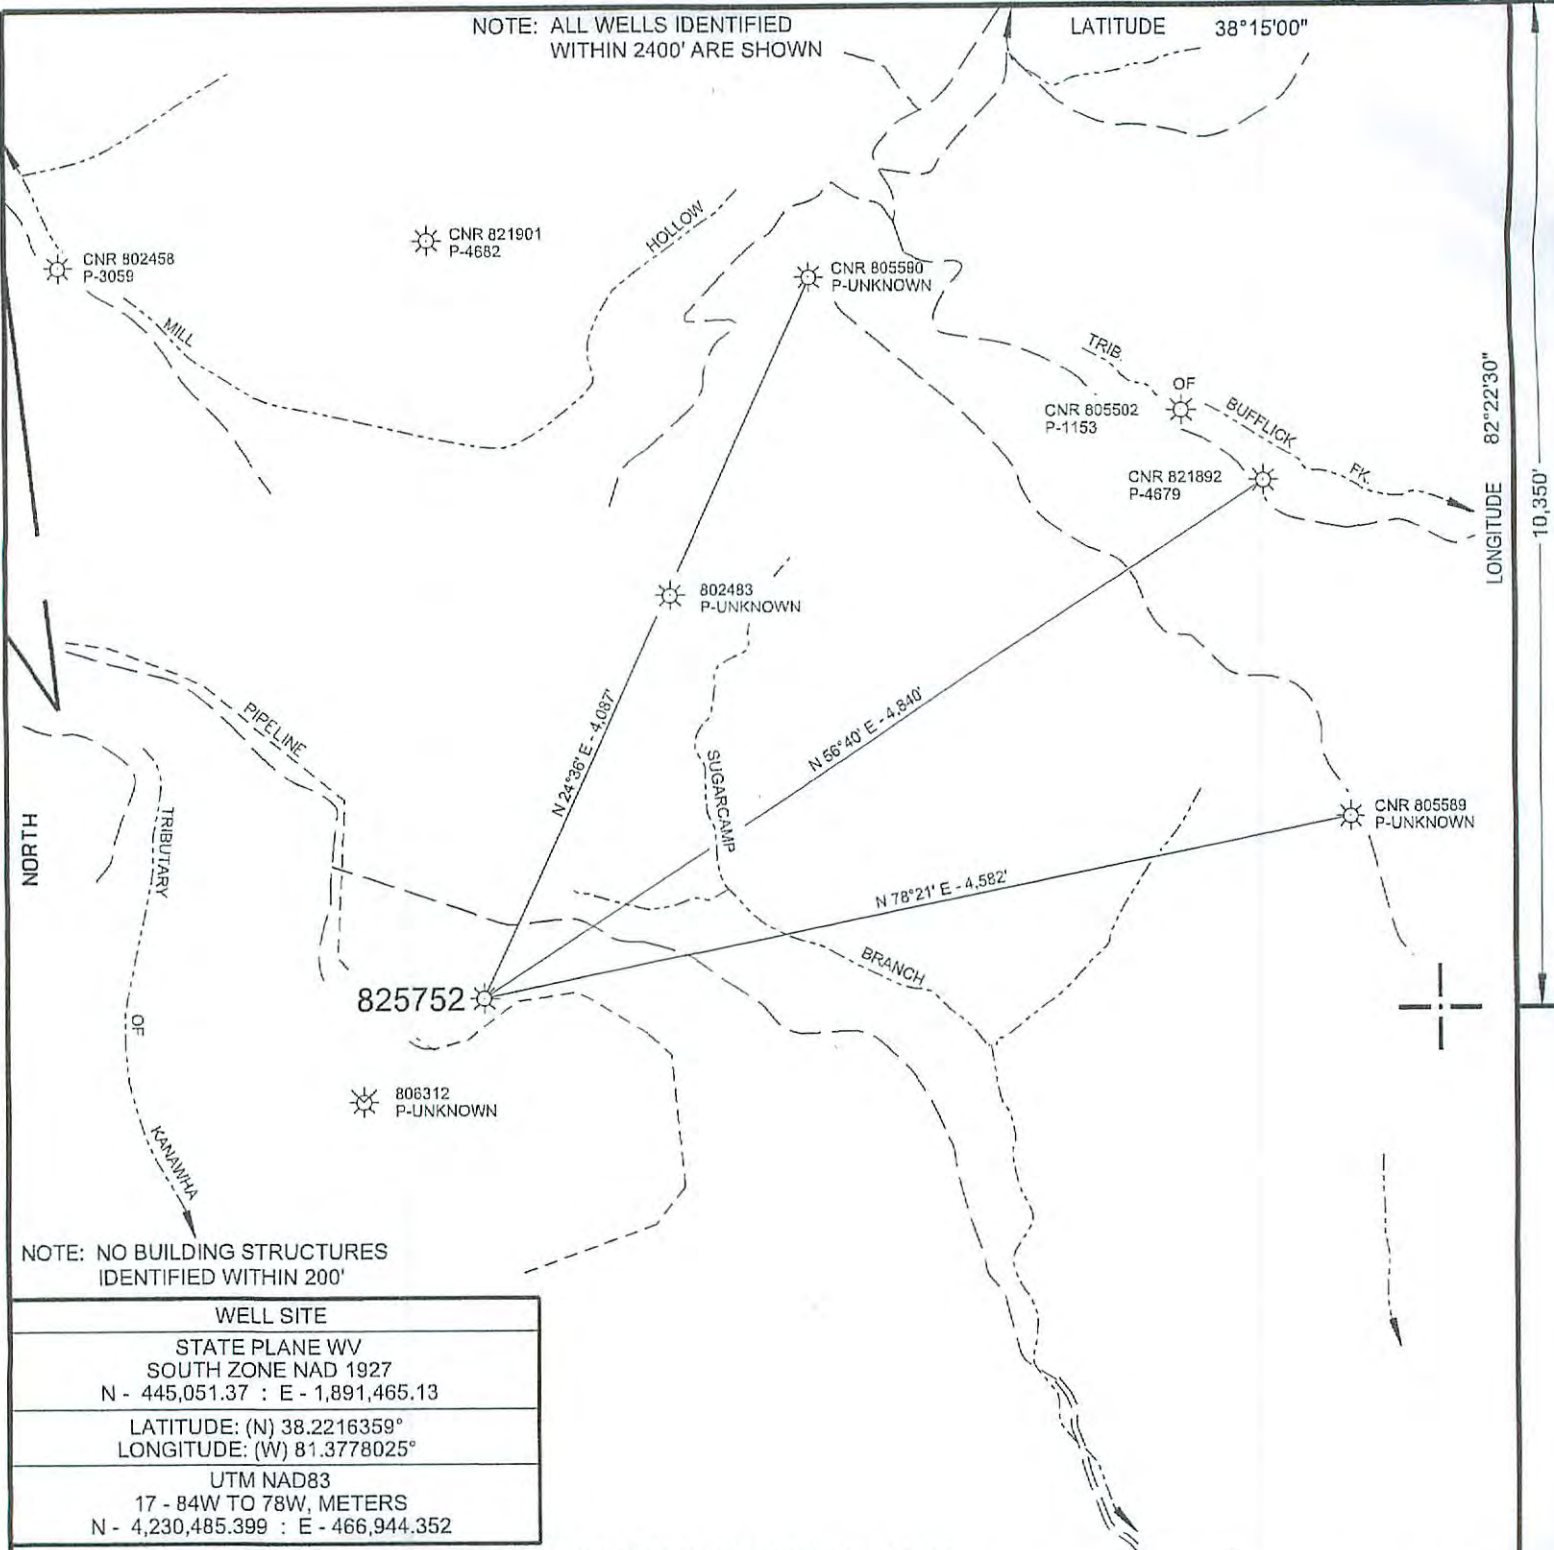 NOTE: ALL WELLS IDENTIFIED
WITHIN 2400' ARE SHOWN
LATITUDE 38°15'00"
CNR 802458
P-3059
CNR 821901
P-4682
HOLLOW
MILL
CNR 805590
P-UNKNOWN
TRIB.
OF
BUFFLICK
FK.
CNR 805502
P-1153
CNR 821892
P-4679
LONGITUDE 82°22'30"
10,350'
802483
P-UNKNOWN
N 24°36' E - 4,087'
N 56°40' E - 4,840'
PIPELINE
SUGARCAMP
NORTH
TRIBUTARY
CNR 805589
P-UNKNOWN
N 78°21' E - 4,582'
BRANCH
825752
OF
806312
P-UNKNOWN
KANAWHA
NOTE: NO BUILDING STRUCTURES
IDENTIFIED WITHIN 200'
WELL SITE
STATE PLANE WV
SOUTH ZONE NAD 1927
N - 445,051.37 : E - 1,891,465.13
LATITUDE: (N) 38.2216359°
LONGITUDE: (W) 81.3778025°
UTM NAD83
17 - 84W TO 78W, METERS
N - 4,230,485.399 : E - 466,944.352